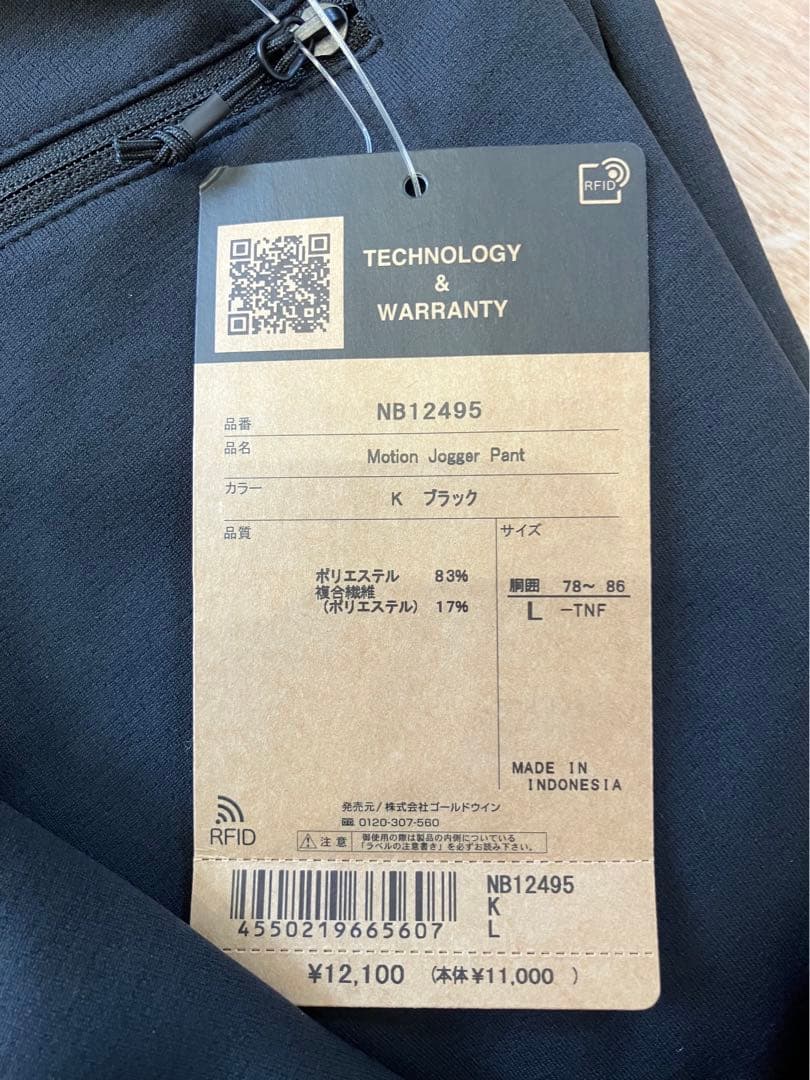 RFID
TECHNOLOGY
&
WARRANTY
品番 NB12495
品名 Motion Jogger Pant
カラー K ブラック
品質
ポリエステル 83%
複合繊維
(ポリエステル) 17%
サイズ
胴囲 78~ 86
L -TNF
MADE IN
INDONESIA
RFID
発売元/株式会社ゴールドウイン
0120-307-560
注意
御使用の際は製品の内側についている
「ラベルの注意書き」を必ずお読み下さい。
4550219665607
NB12495
K
L
¥12,100 (本体¥11,000 )